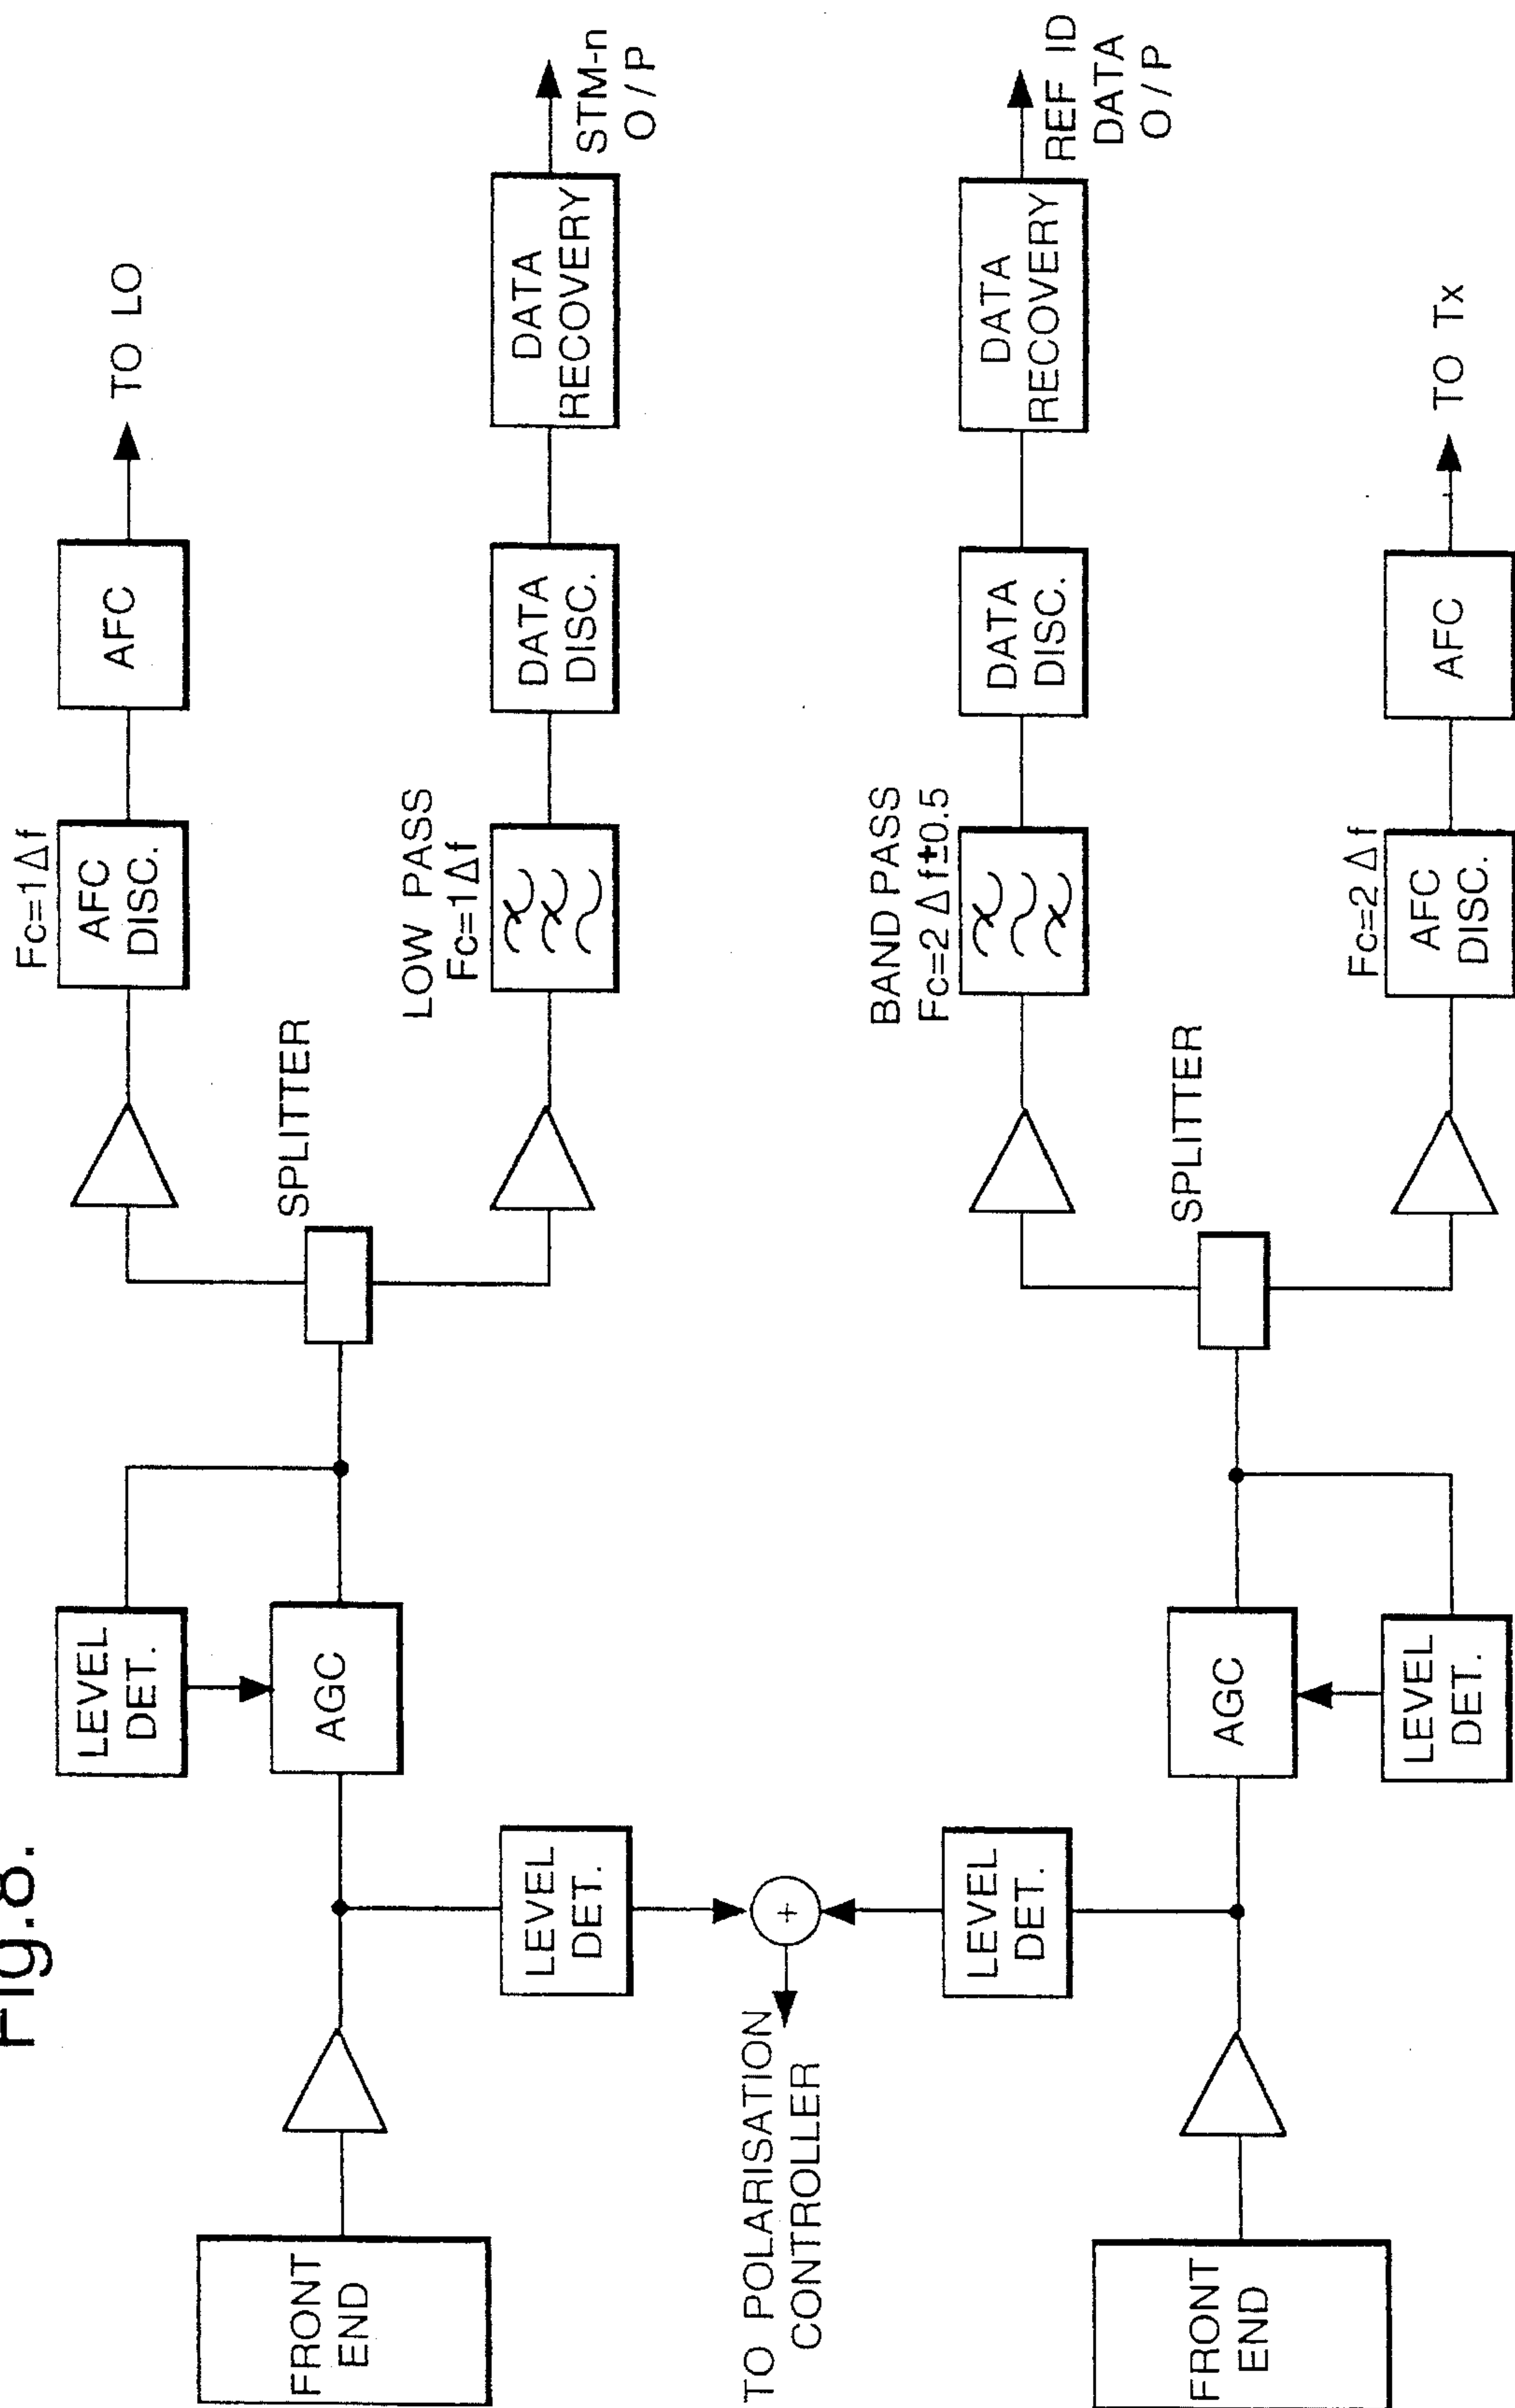 Fig.8.
FRONT
END
LEVEL
DET.
AGC
LEVEL
DET.
SPLITTER
Fc=1Δf
AFC
DISC.
AFC
TO LO
LOW PASS
Fc=1Δf
DATA
DISC.
DATA
RECOVERY
STM-n
O/P
TO POLARISATION
CONTROLLER
+
FRONT
END
LEVEL
DET.
AGC
LEVEL
DET.
SPLITTER
BAND PASS
Fc=2Δf±0.5
DATA
DISC.
DATA
RECOVERY
REF ID
DATA
O/P
Fc=2Δf
AFC
DISC.
AFC
TO Tx